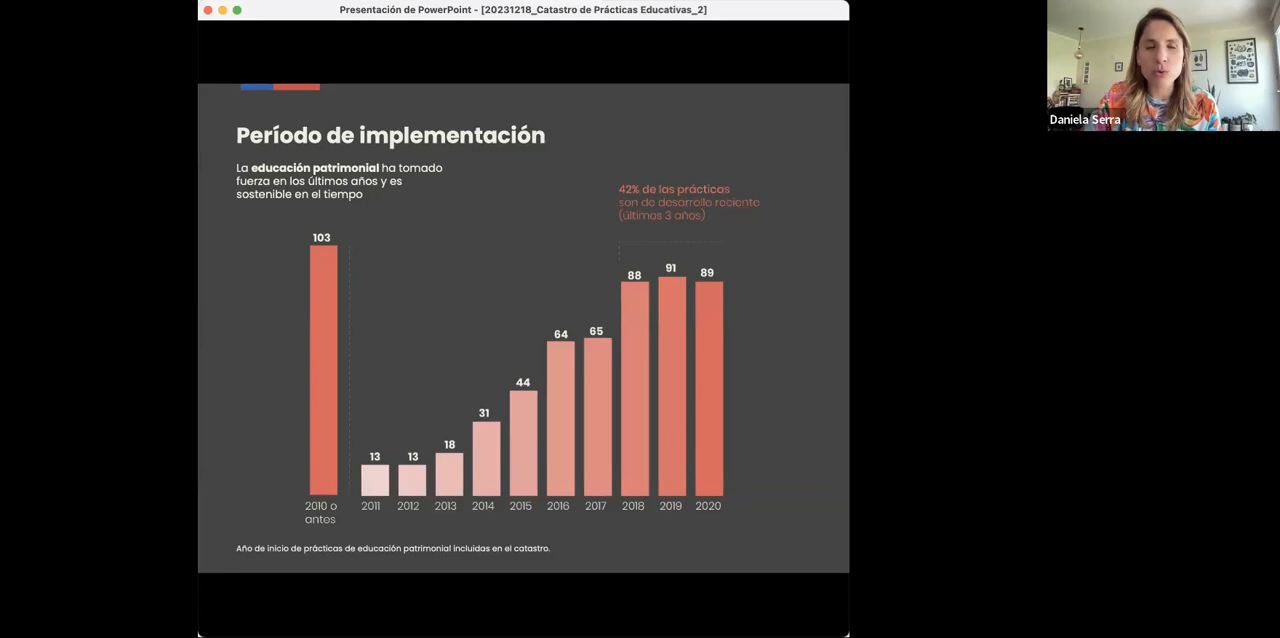 Presentación de PowerPoint - [20231218_Catastro de Prácticas Educativas_2]
Daniela Serra
Período de implementación
La educación patrimonial ha tomado
fuerza en los últimos años y es
sostenible en el tiempo
42% de las prácticas
son de desarrollo reciente
(últimos 3 años)
103
13
13
18
31
44
64
65
88
91
89
2010 o
antes
2011
2012
2013
2014
2015
2016
2017
2018
2019
2020
Año de inicio de prácticas de educación patrimonial incluidas en el catastro.